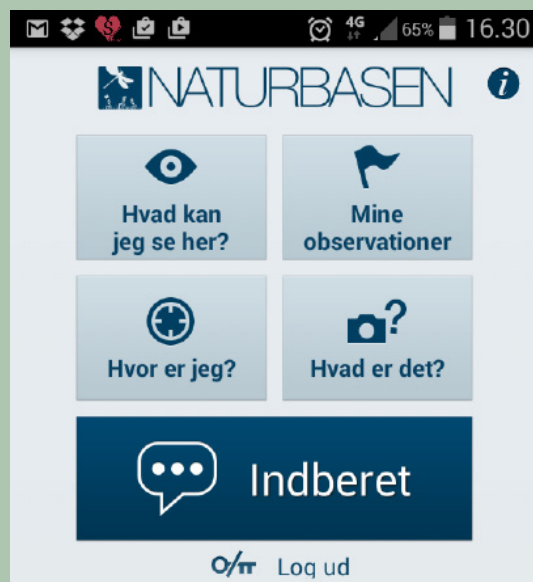 4G 65% 16.30
NATURBASEN i
Hvad kan
jeg se her?
Mine
observationer
Hvor er jeg?
?
Hvad er det?
Indberet
Log ud